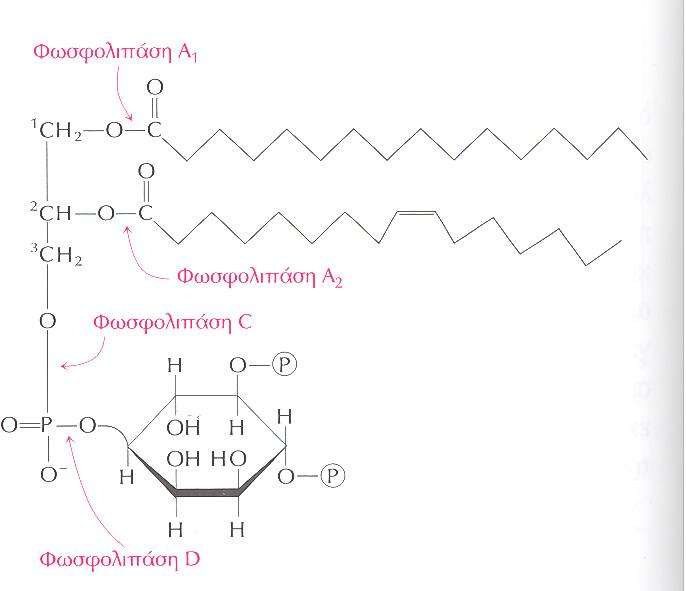 Φωσφολιπάση A₁
O
¹CH₂—O—C
O
²CH—O—C
Φωσφολιπάση A₂
³CH₂
O
Φωσφολιπάση C
H O—Ⓟ
O=P—O OH H H
O⁻ H OH HO O—Ⓟ
H H
Φωσφολιπάση D